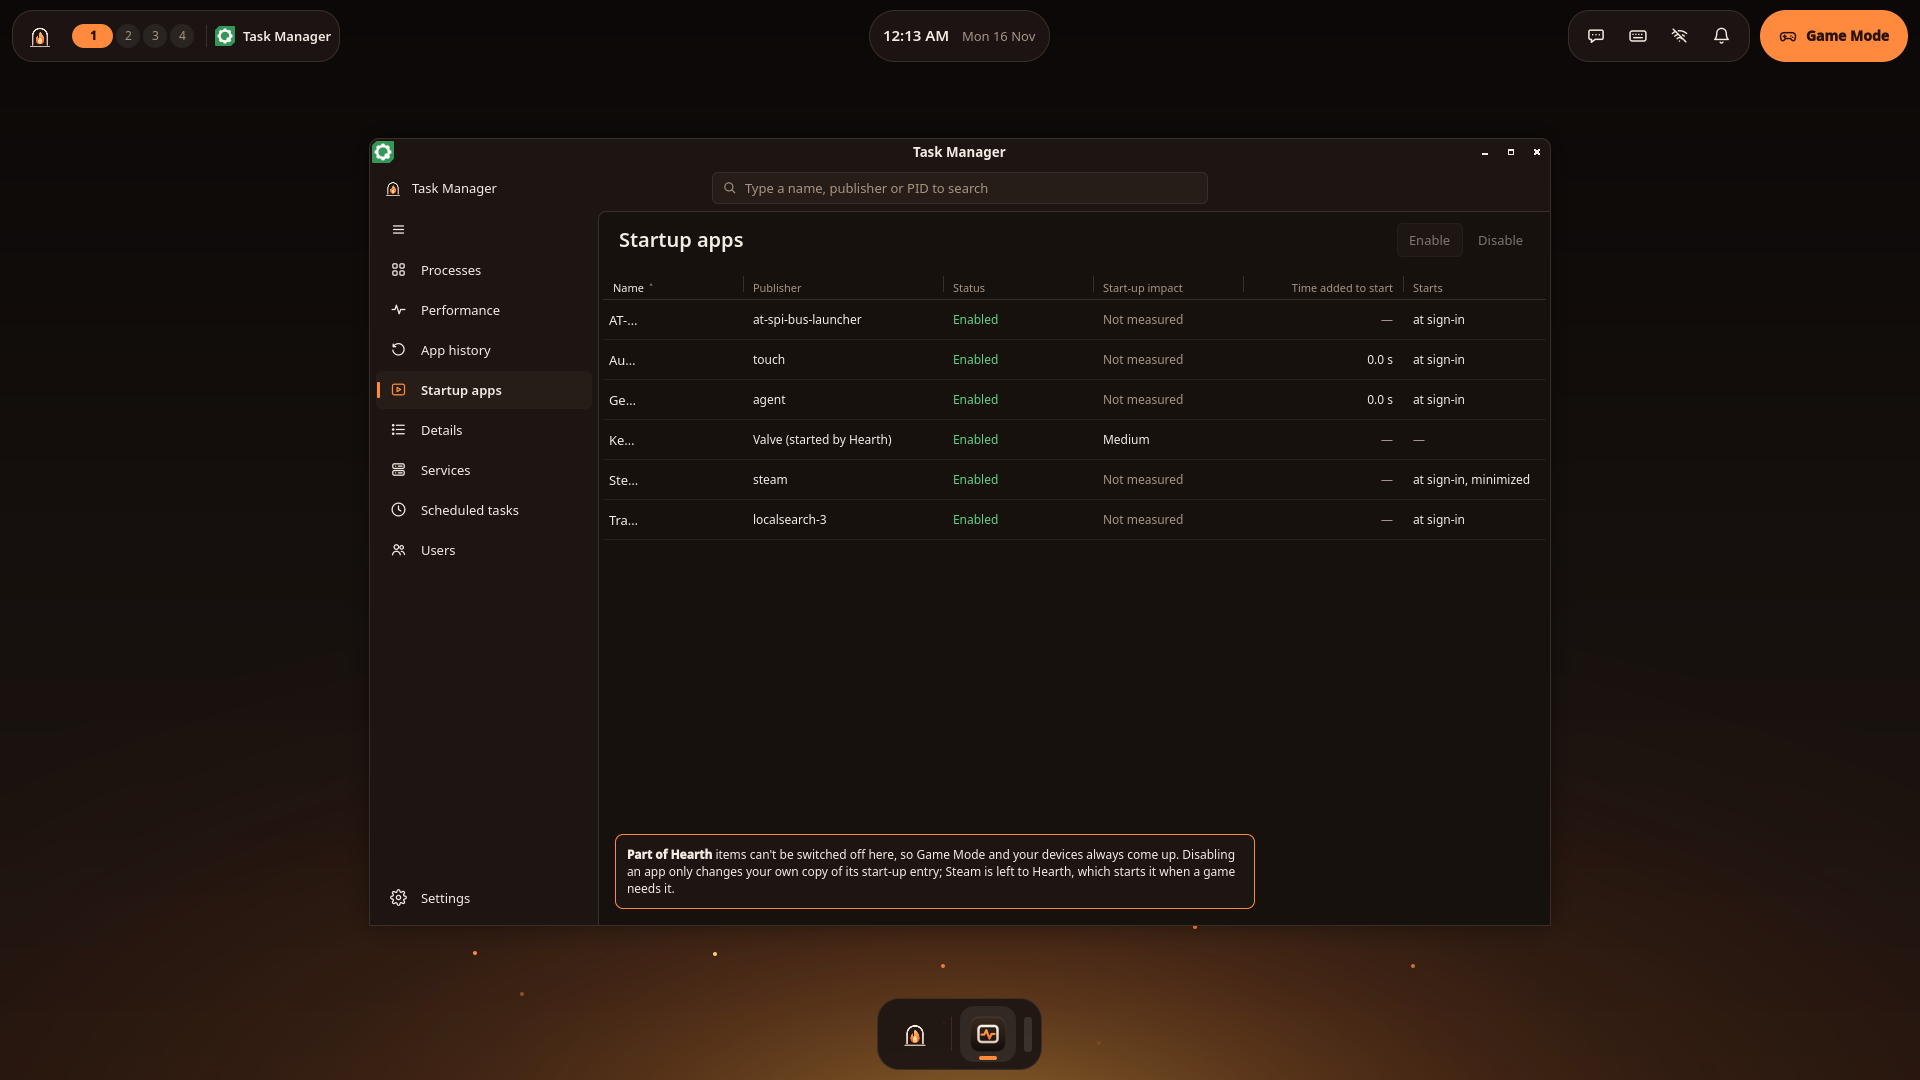 1 2 3 4 Task Manager
12:13 AM Mon 16 Nov
Game Mode
Task Manager
Task Manager
Type a name, publisher or PID to search
Startup apps
Enable Disable
Processes
Performance
App history
Startup apps
Details
Services
Scheduled tasks
Users
Settings
Name Publisher Status Start-up impact Time added to start Starts
AT-... at-spi-bus-launcher Enabled Not measured — at sign-in
Au... touch Enabled Not measured 0.0 s at sign-in
Ge... agent Enabled Not measured 0.0 s at sign-in
Ke... Valve (started by Hearth) Enabled Medium — —
Ste... steam Enabled Not measured — at sign-in, minimized
Tra... localsearch-3 Enabled Not measured — at sign-in
Part of Hearth items can't be switched off here, so Game Mode and your devices always come up. Disabling
an app only changes your own copy of its start-up entry; Steam is left to Hearth, which starts it when a game
needs it.